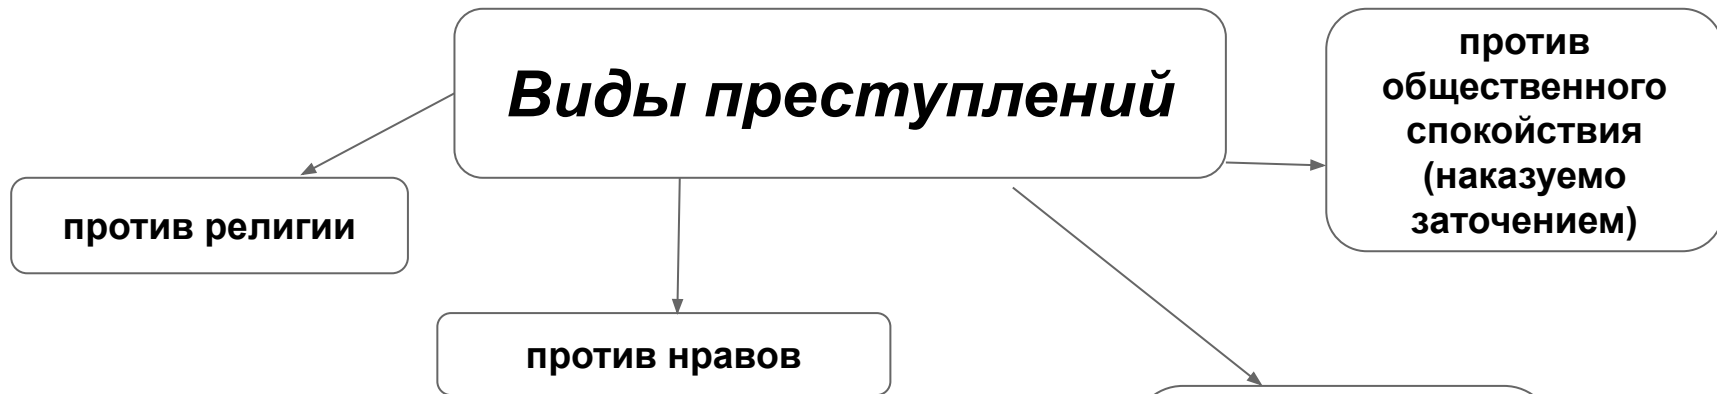 Виды преступлений
против
общественного
спокойствия
(наказуемо
заточением)
против религии
против нравов